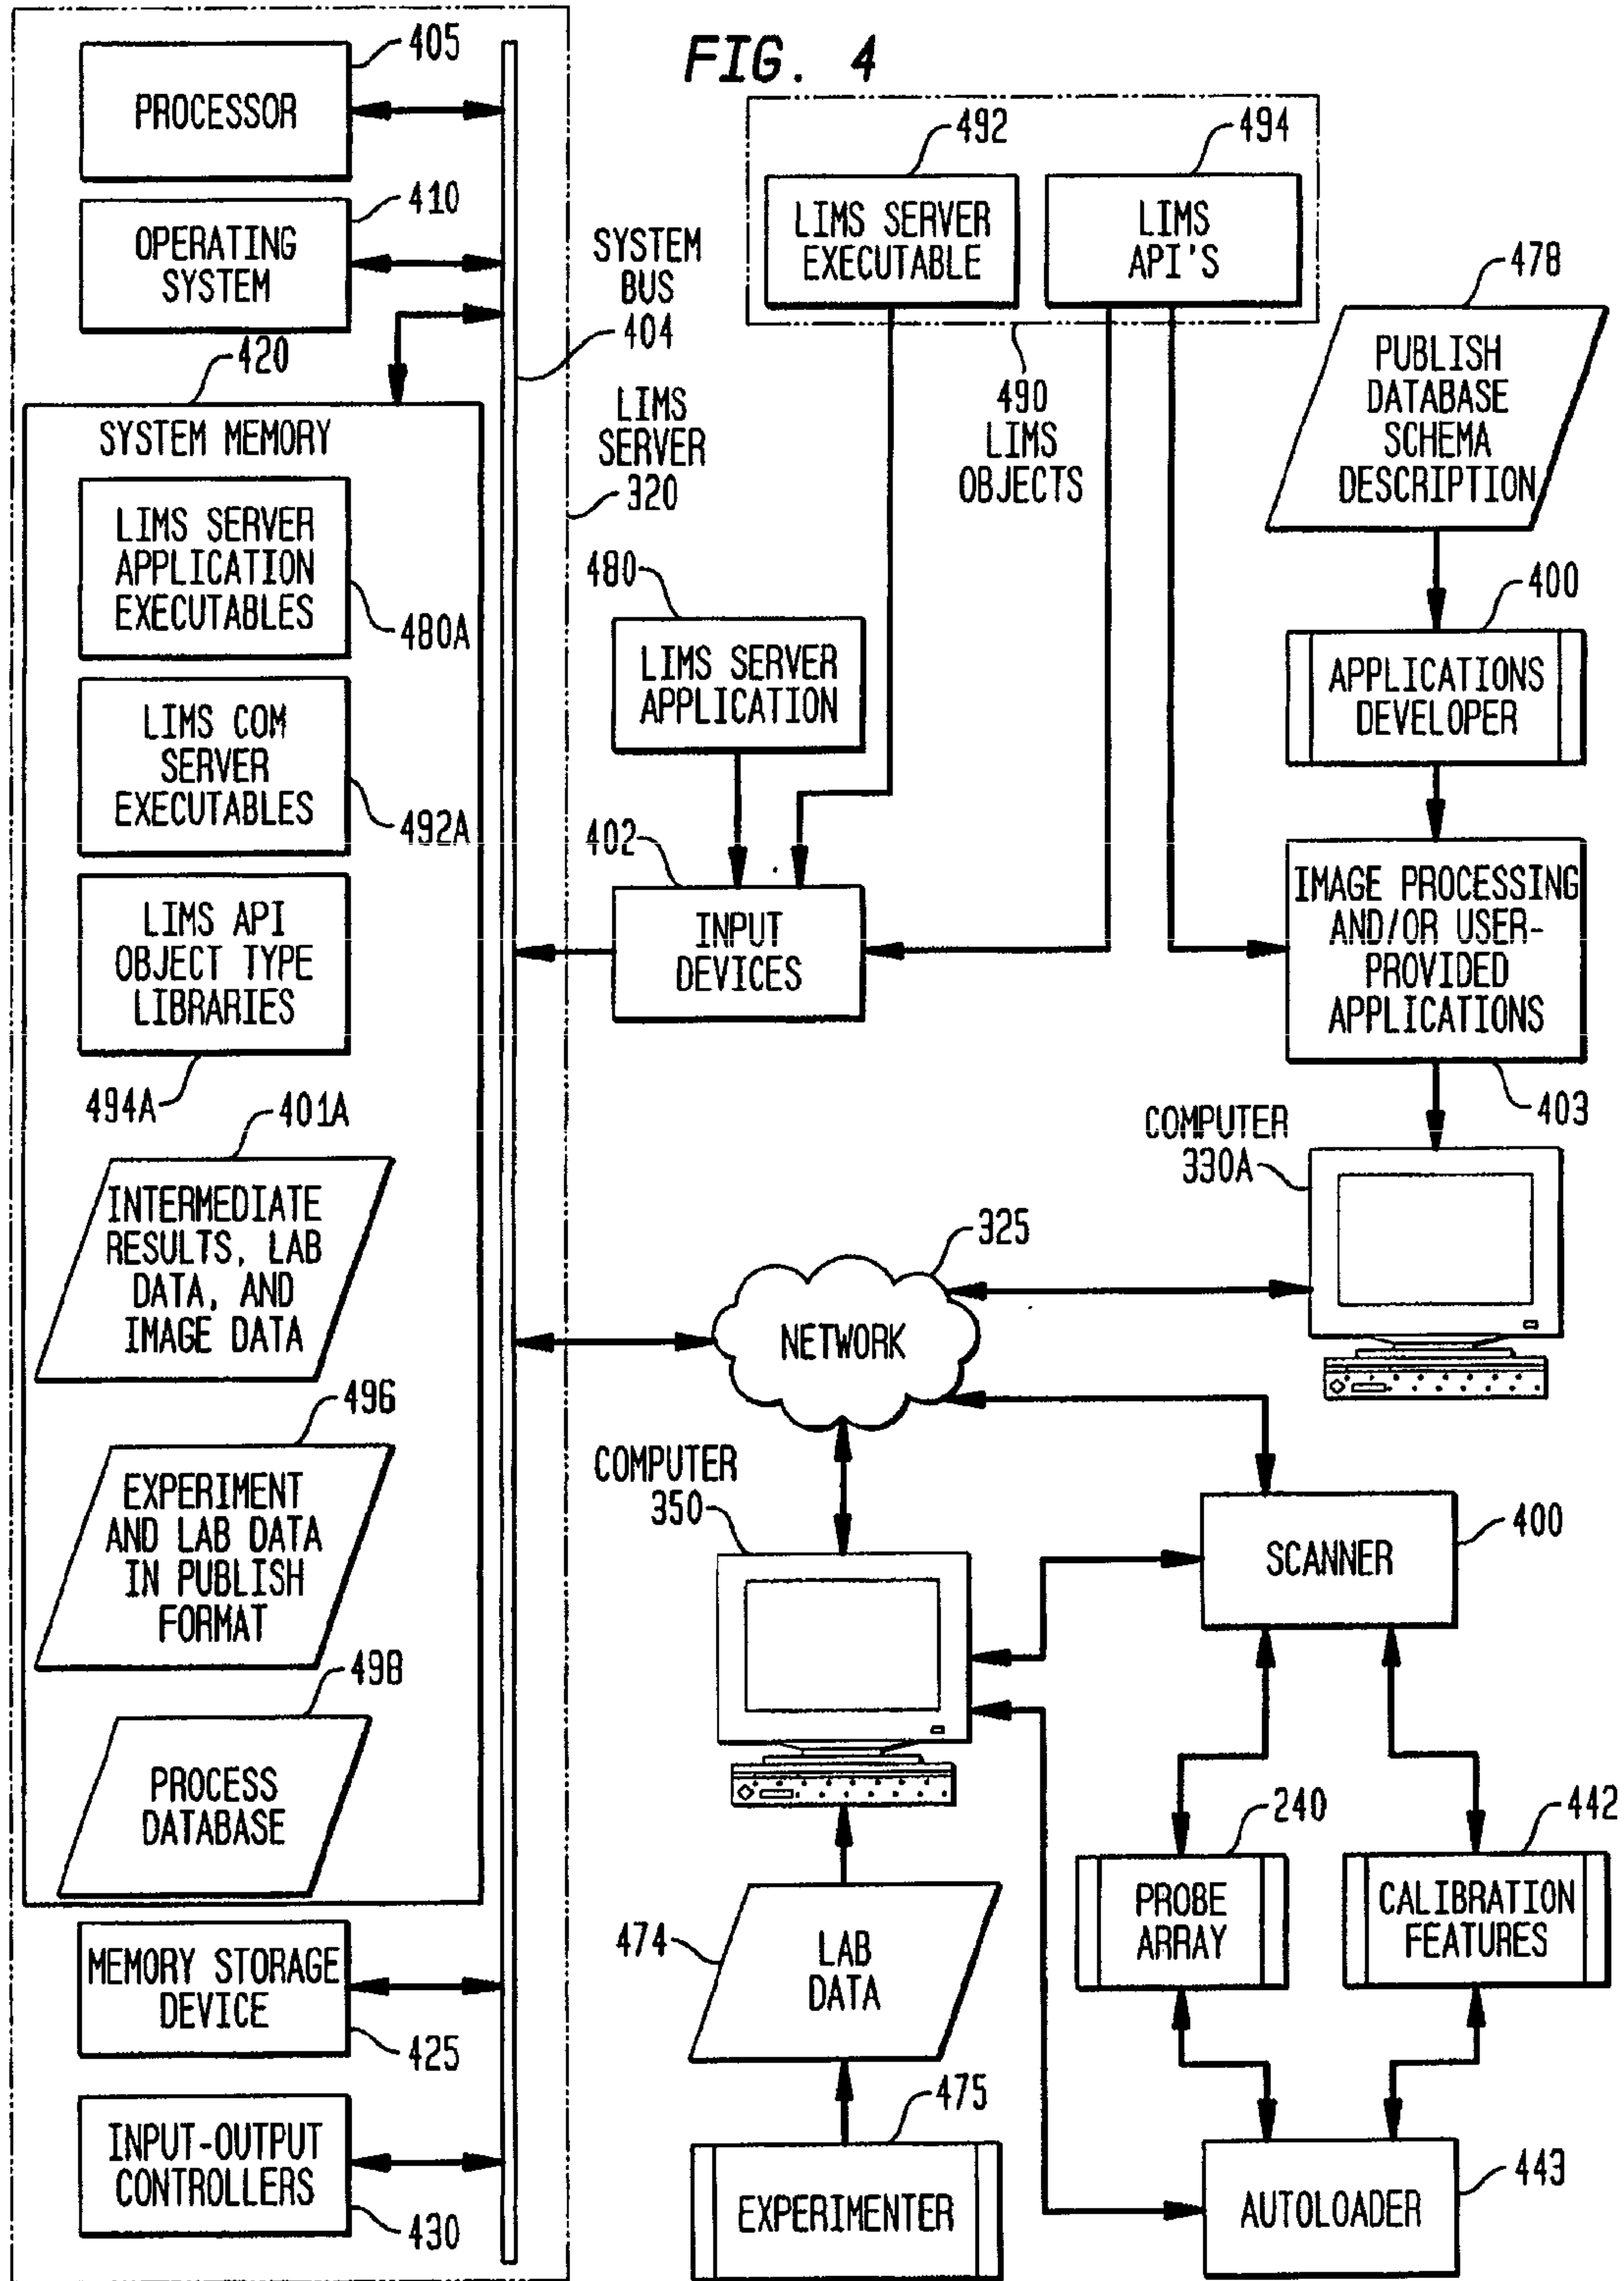 FIG. 4
405
PROCESSOR
410
OPERATING
SYSTEM
SYSTEM
BUS
404
420
SYSTEM MEMORY
LIMS
SERVER
320
LIMS SERVER
APPLICATION
EXECUTABLES
480A
LIMS COM
SERVER
EXECUTABLES
492A
LIMS API
OBJECT TYPE
LIBRARIES
494A
401A
INTERMEDIATE
RESULTS, LAB
DATA, AND
IMAGE DATA
496
EXPERIMENT
AND LAB DATA
IN PUBLISH
FORMAT
498
PROCESS
DATABASE
MEMORY STORAGE
DEVICE
425
INPUT-OUTPUT
CONTROLLERS
430
492
LIMS SERVER
EXECUTABLE
494
LIMS
API'S
490
LIMS
OBJECTS
478
PUBLISH
DATABASE
SCHEMA
DESCRIPTION
480
LIMS SERVER
APPLICATION
400
APPLICATIONS
DEVELOPER
402
INPUT
DEVICES
IMAGE PROCESSING
AND/OR USER-
PROVIDED
APPLICATIONS
403
COMPUTER
330A
325
NETWORK
COMPUTER
350
400
SCANNER
240
PROBE
ARRAY
442
CALIBRATION
FEATURES
474
LAB
DATA
475
EXPERIMENTER
443
AUTOLOADER